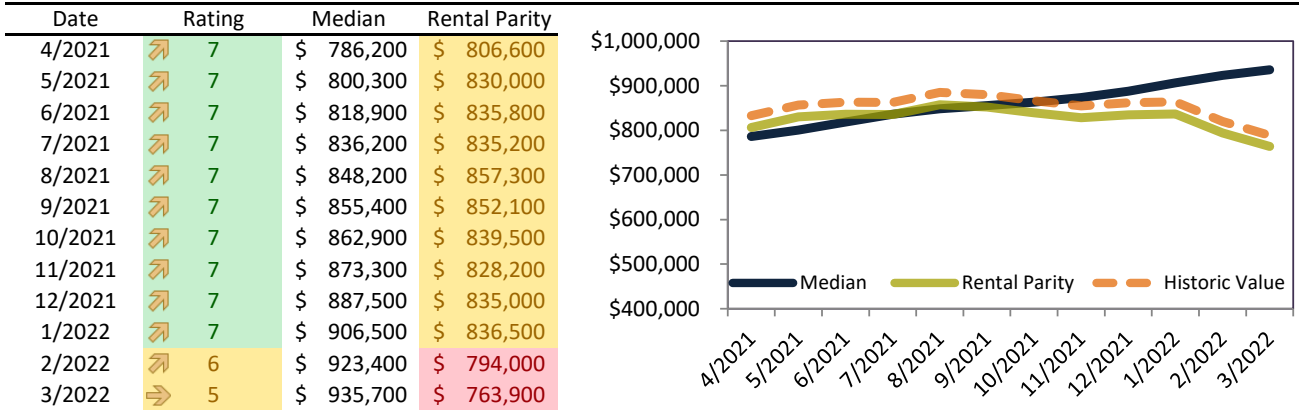 Date Rating Median Rental Parity
4/2021 7 $ 786,200 $ 806,600
5/2021 7 $ 800,300 $ 830,000
6/2021 7 $ 818,900 $ 835,800
7/2021 7 $ 836,200 $ 835,200
8/2021 7 $ 848,200 $ 857,300
9/2021 7 $ 855,400 $ 852,100
10/2021 7 $ 862,900 $ 839,500
11/2021 7 $ 873,300 $ 828,200
12/2021 7 $ 887,500 $ 835,000
1/2022 7 $ 906,500 $ 836,500
2/2022 6 $ 923,400 $ 794,000
3/2022 5 $ 935,700 $ 763,900
$1,000,000
$900,000
$800,000
$700,000
$600,000
$500,000
$400,000
Median Rental Parity Historic Value
4/2021 5/2021 6/2021 7/2021 8/2021 9/2021 10/2021 11/2021 12/2021 1/2022 2/2022 3/2022